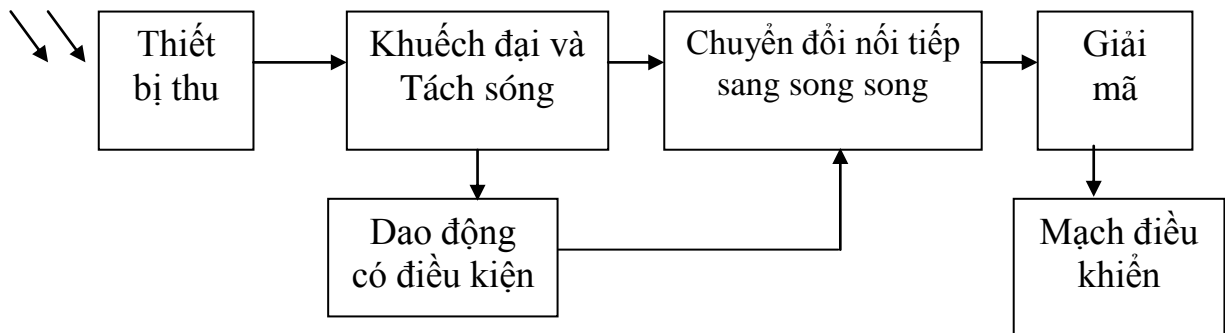 Thiết
bị thu
Khuếch đại và
Tách sóng
Chuyển đổi nối tiếp
sang song song
Giải
mã
Dao động
có điều kiện
Mạch điều
khiển